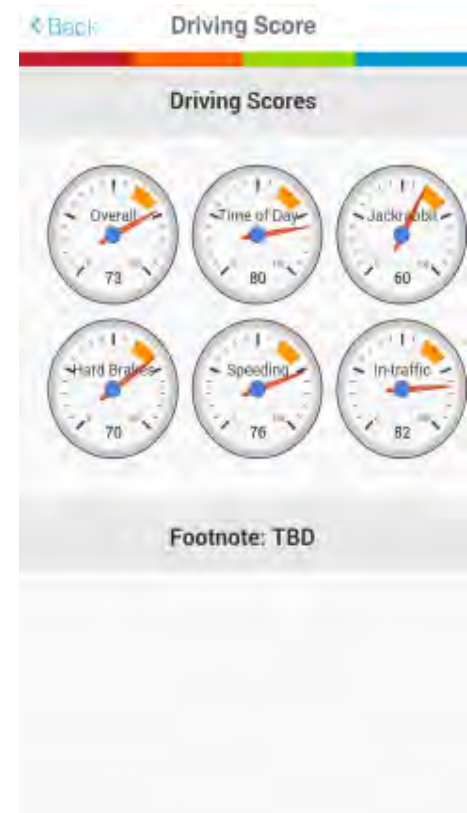 Back
Driving Score
Driving Scores
Overall
Time of Day
Jackrabbit
73
80
60
Hard Brakes
Speeding
In-traffic
70
76
82
Footnote: TBD